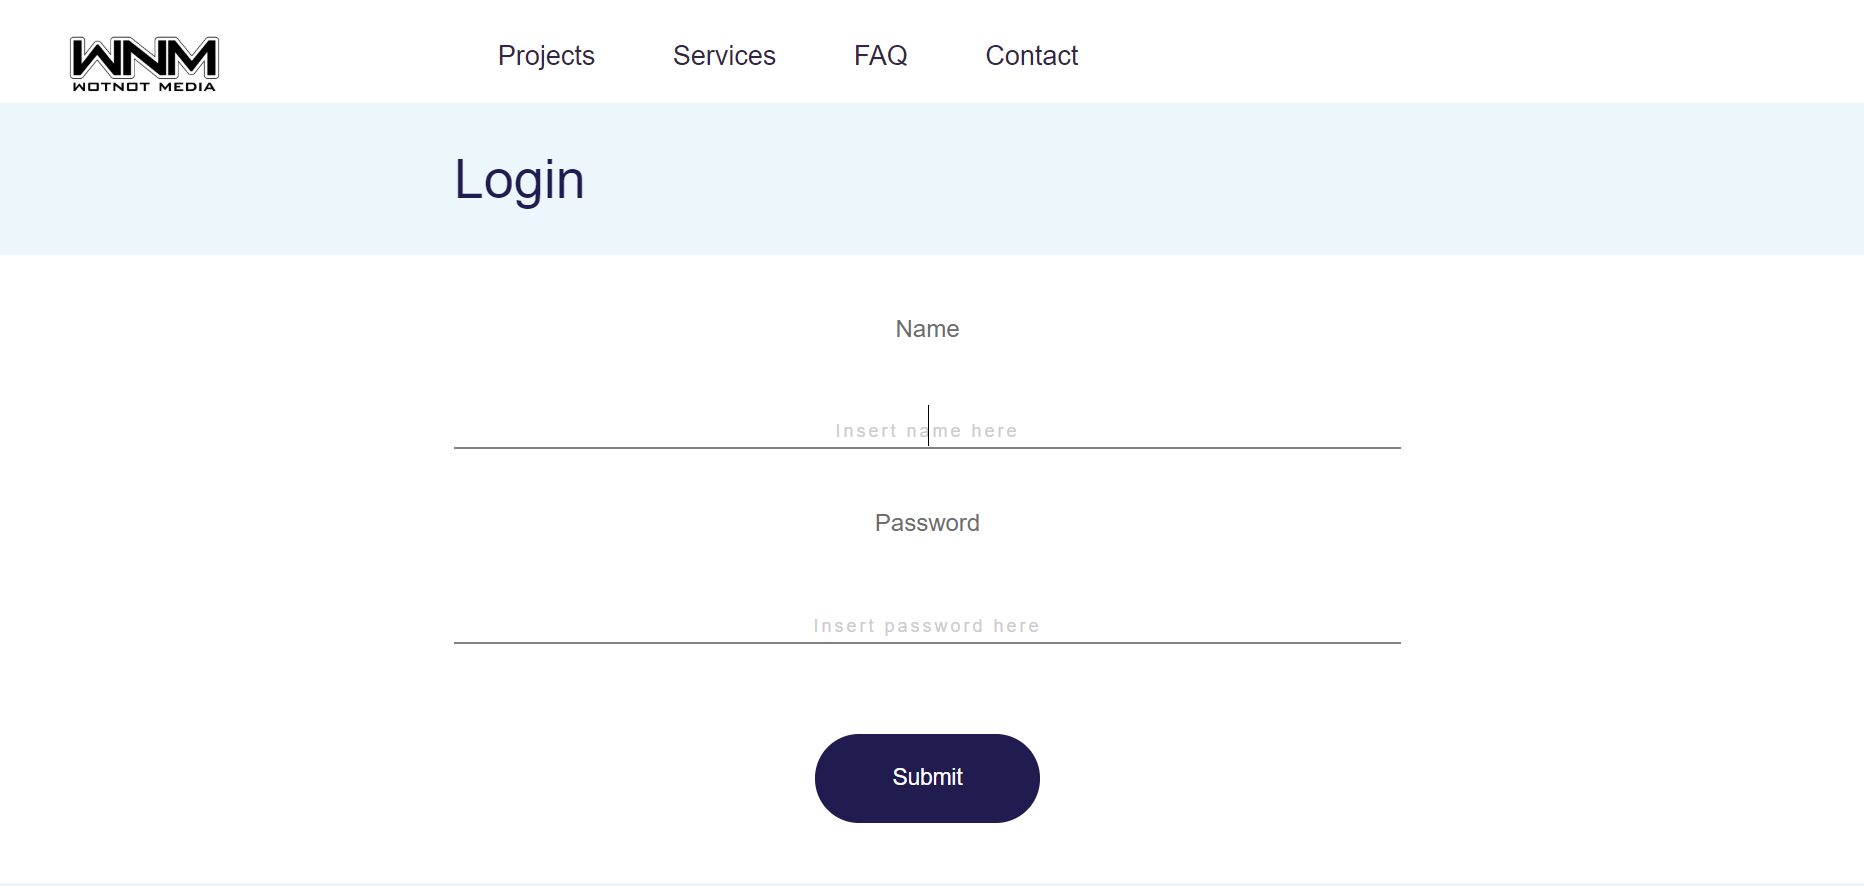 WNM
WOTNOT MEDIA
Projects Services FAQ Contact
Login
Name
Insert name here
Password
Insert password here
Submit